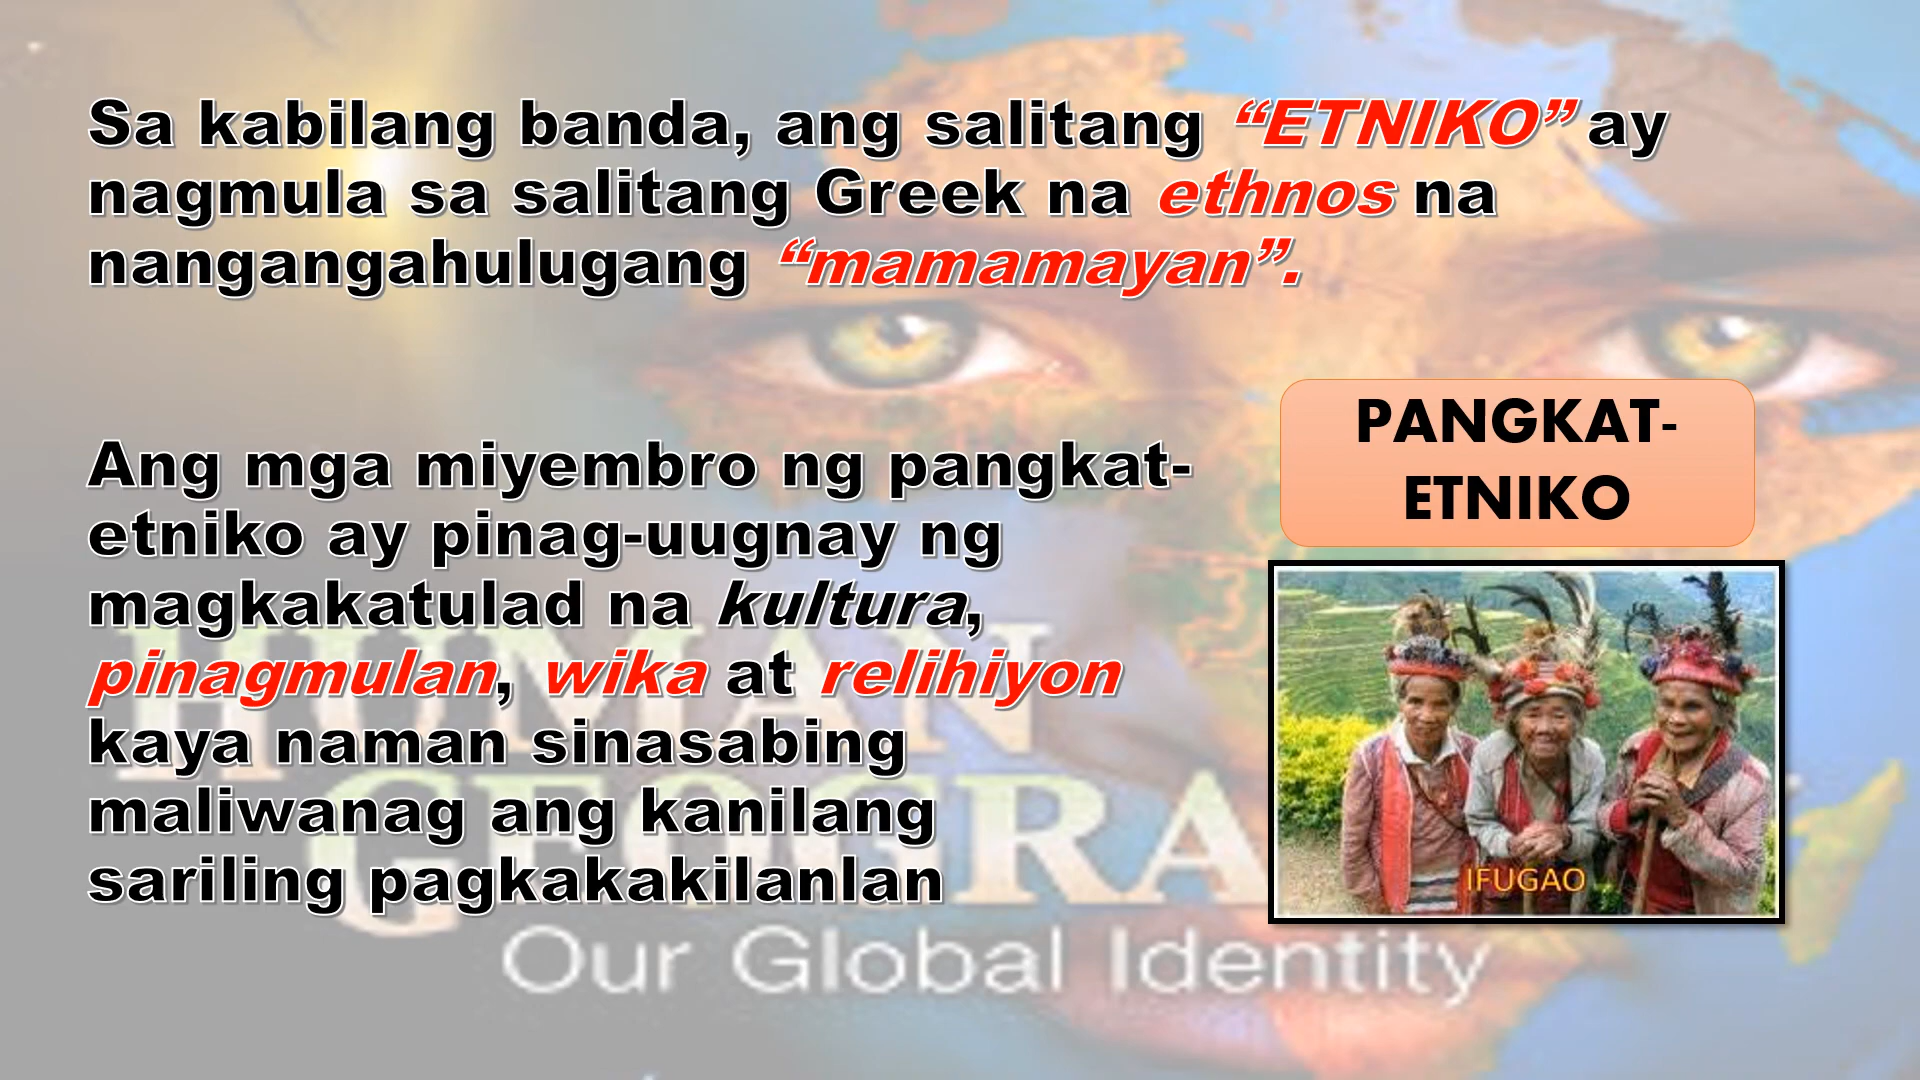 Sa kabilang banda, ang salitang “ETNIKO” ay
nagmula sa salitang Greek na ethnos na
nangangahulugang “mamamayan”.
Ang mga miyembro ng pangkat-
etniko ay pinag-uugnay ng
magkakatulad na kultura,
pinagmulan, wika at relihiyon
kaya naman sinasabing
maliwanag ang kanilang
sariling pagkakakilanlan
PANGKAT-
ETNIKO
IFUGAO
HUMAN
GEOGRA
Our Global Identity